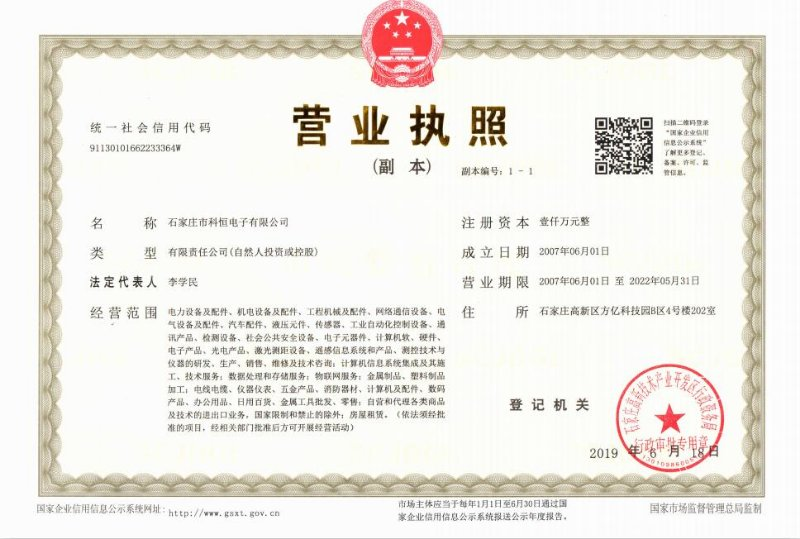 营业执照
(副 本)
副本编号：1-1
统一社会信用代码
91130101662233364W
扫描二维码登录
“国家企业信用
信息公示系统”
了解更多登记、
备案、许可、监
管信息。
名 称 石家庄市科恒电子有限公司
类 型 有限责任公司(自然人投资或控股)
法定代表人 李学民
经营范围 电力设备及配件、机电设备及配件、工程机械及配件、网络通信设备、电
气设备及配件、汽车配件、液压元件、传感器、工业自动化控制设备、通
讯产品、检测设备、社会公共安全设备、电子元器件、计算机软、硬件、
电子产品、光电产品、激光测距设备、遥感信息系统和产品、测控技术与
仪器的研发、生产、销售、维修及技术咨询；计算机信息系统集成及其施
工、技术服务；数据处理和存储服务；物联网服务；金属制品、塑料制品
加工；电线电缆、仪器仪表、五金产品、消防器材、计算机及配件、数码
产品、办公用品、日用百货、金属工具批发、零售；自营和代理各类商品
及技术的进出口业务，国家限制和禁止的除外；房屋租赁。（依法须经批
准的项目，经相关部门批准后方可开展经营活动）
注册资本 壹仟万元整
成立日期 2007年06月01日
营业期限 2007年06月01日 至 2022年05月31日
住 所 石家庄高新区方亿科技园B区4号楼202室
登记机关
石家庄高新技术产业开发区行政审批局
行政审批专用章
2019 年 6 月 18日
国家企业信用信息公示系统网址：http://www.gsxt.gov.cn
市场主体应当于每年1月1日至6月30日通过国
家企业信用信息公示系统报送公示年度报告。
国家市场监督管理总局监制